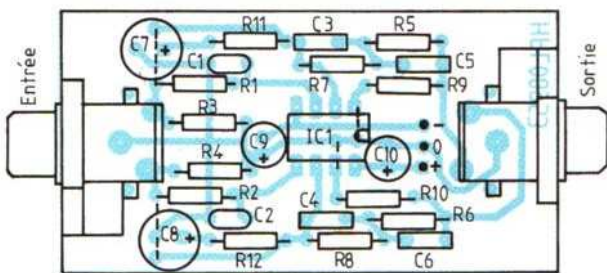 R11
C3
R5
C7
+
C1
R1
R7
C5
R9
Entrée
Sortie
R3
C9
+
IC1
C10
+
-
0
+
R4
R2
R10
C8
+
C2
C4
R6
R12
R8
C6